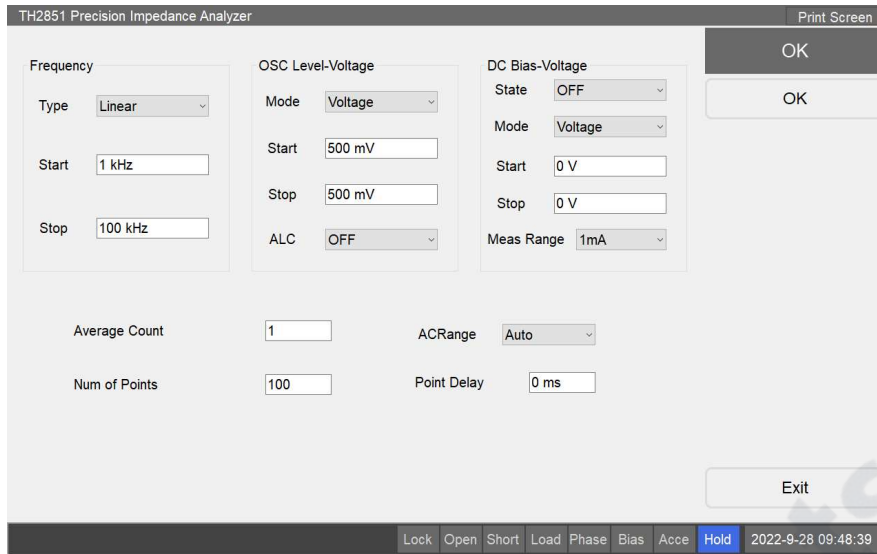 TH2851 Precision Impedance Analyzer
Print Screen
OK
OK
Exit
Frequency
Type Linear
Start 1 kHz
Stop 100 kHz
OSC Level-Voltage
Mode Voltage
Start 500 mV
Stop 500 mV
ALC OFF
DC Bias-Voltage
State OFF
Mode Voltage
Start 0 V
Stop 0 V
Meas Range 1mA
Average Count 1
ACRange Auto
Num of Points 100
Point Delay 0 ms
Lock Open Short Load Phase Bias Acce Hold 2022-9-28 09:48:39